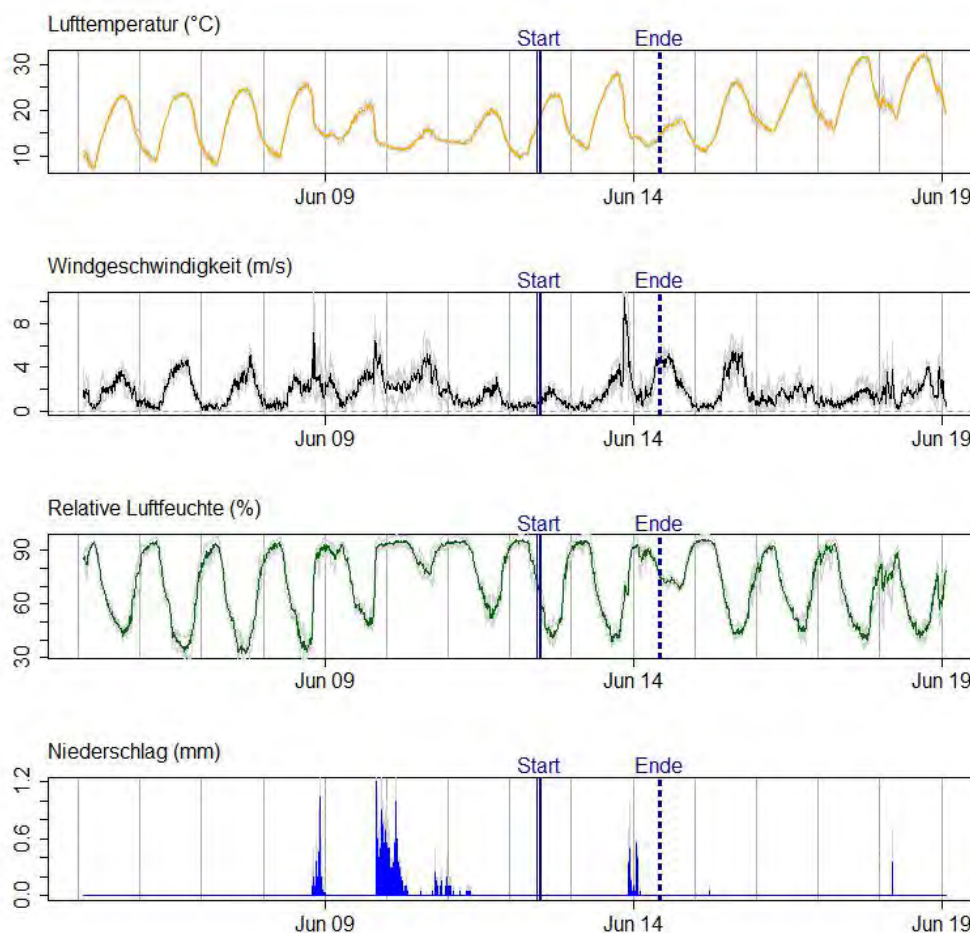 Lufttemperatur (°C)
Start Ende
30
20
10
Jun 09 Jun 14 Jun 19
Windgeschwindigkeit (m/s)
Start Ende
8
4
0
Jun 09 Jun 14 Jun 19
Relative Luftfeuchte (%)
Start Ende
90
60
30
Jun 09 Jun 14 Jun 19
Niederschlag (mm)
Start Ende
1.2
0.6
0.0
Jun 09 Jun 14 Jun 19